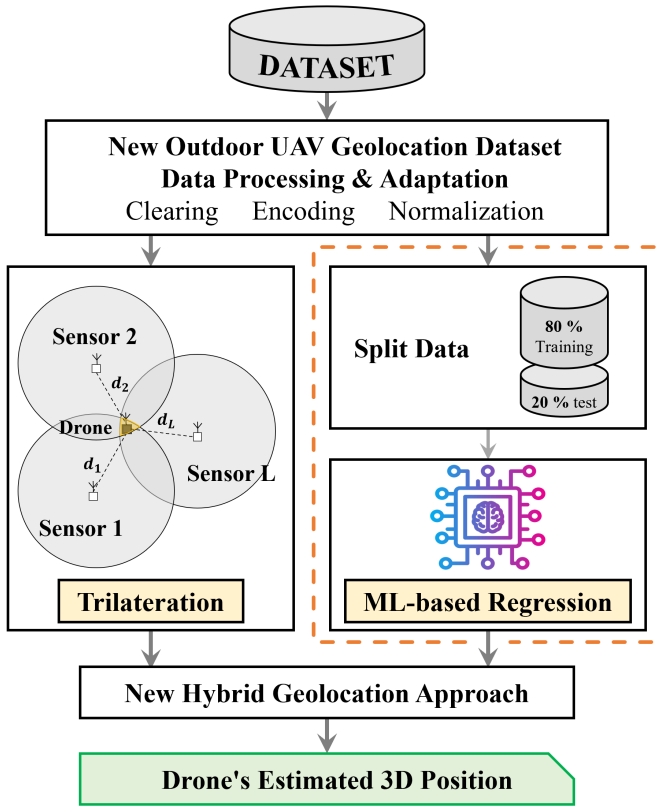 DATASET
New Outdoor UAV Geolocation Dataset
Data Processing & Adaptation
Clearing Encoding Normalization
Sensor 2
d₂
Drone
d_L
d₁
Sensor L
Sensor 1
Trilateration
Split Data
80 %
Training
20 % test
ML-based Regression
New Hybrid Geolocation Approach
Drone's Estimated 3D Position